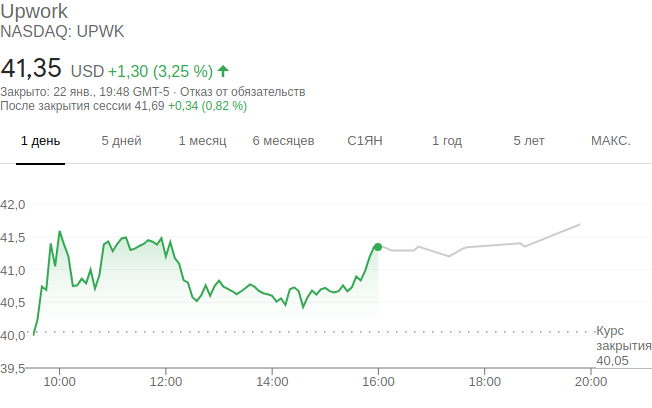 Upwork
NASDAQ: UPWK
41,35 USD +1,30 (3,25 %)
Закрыто: 22 янв., 19:48 GMT-5 · Отказ от обязательств
После закрытия сессии 41,69 +0,34 (0,82 %)
1 день 5 дней 1 месяц 6 месяцев С1ЯН 1 год 5 лет МАКС.
42,0
41,5
41,0
40,5
40,0
Курс
закрытия
40,05
39,5
10:00 12:00 14:00 16:00 18:00 20:00